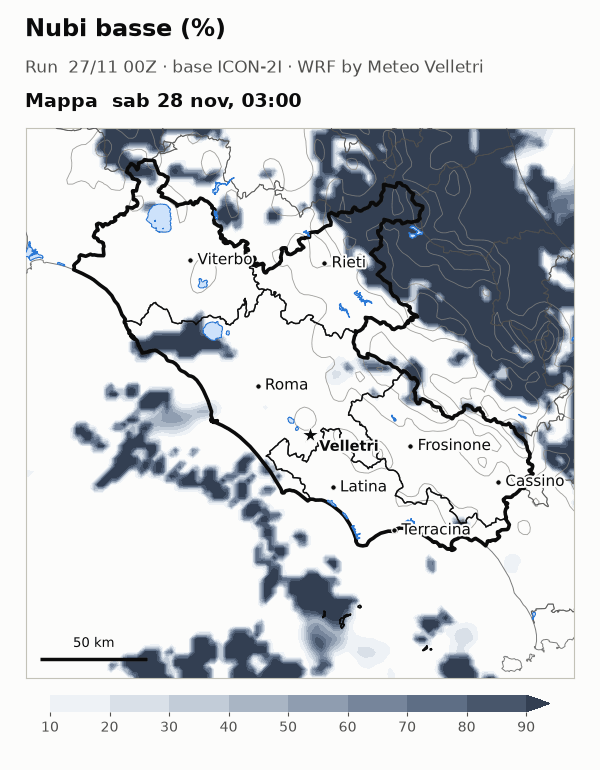 Nubi basse (%)
Run  27/11 00Z · base ICON-2I · WRF by Meteo Velletri
Mappa  sab 28 nov, 03:00
Viterbo
Rieti
Roma
Velletri
Frosinone
Latina
Cassino
Terracina
50 km
10 20 30 40 50 60 70 80 90